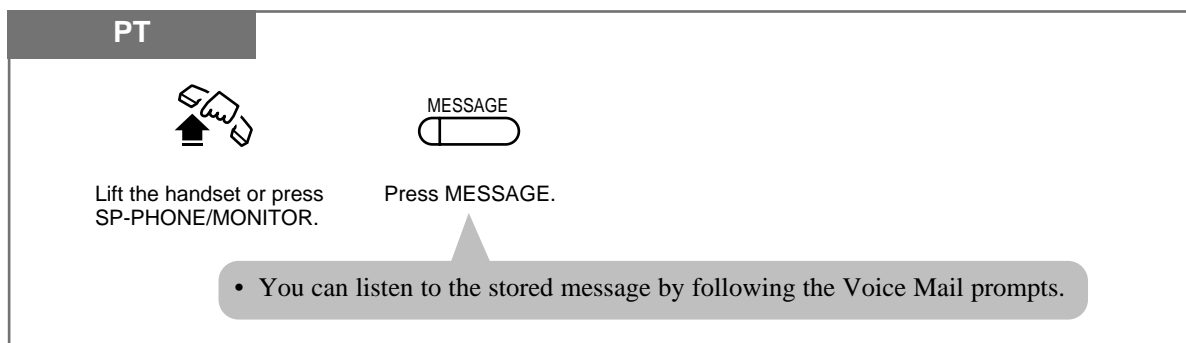 PT
MESSAGE
Lift the handset or press
SP-PHONE/MONITOR.
Press MESSAGE.
• You can listen to the stored message by following the Voice Mail prompts.